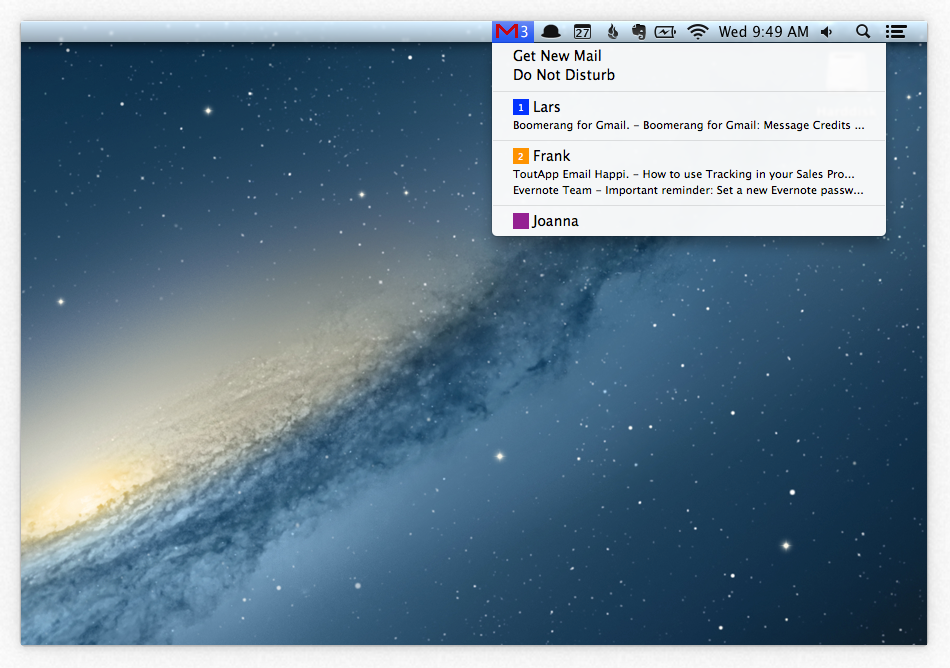 3 27 Wed 9:49 AM
Get New Mail
Do Not Disturb
1 Lars
Boomerang for Gmail. – Boomerang for Gmail: Message Credits ...
2 Frank
ToutApp Email Happi. – How to use Tracking in your Sales Pro...
Evernote Team – Important reminder: Set a new Evernote passw...
Joanna